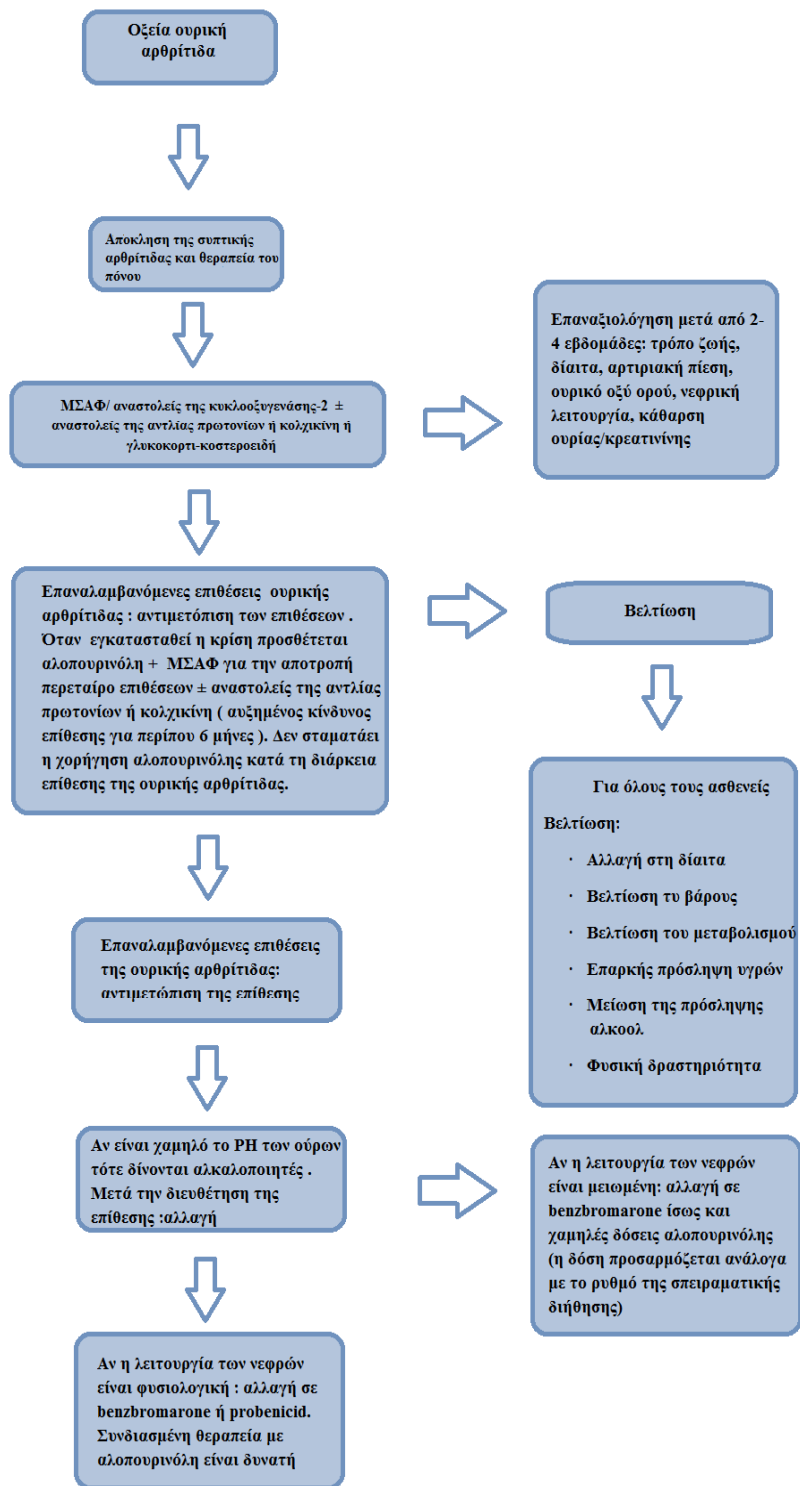 Οξεία ουρική
αρθρίτιδα
Αποκληση της συπτικής
αρθρίτιδας και θεραπεία του
πόνου
ΜΣΑΦ/ αναστολείς της κυκλοοξυγενάσης-2 ±
αναστολείς της αντλίας πρωτονίων ή κολχικίνη ή
γλυκοκορτι-κοστεροειδή
Επαναξιολόγηση μετά από 2-
4 εβδομάδες: τρόπο ζωής,
δίαιτα, αρτιριακή πίεση,
ουρικό οξύ ορού, νεφρική
λειτουργία, κάθαρση
ουρίας/κρεατινίνης
Επαναλαμβανόμενες επιθέσεις ουρικής
αρθρίτιδας : αντιμετόπιση των επιθέσεων .
Όταν εγκατασταθεί η κρίση προσθέτεται
αλοπουρινόλη + ΜΣΑΦ για την αποτροπή
περεταίρο επιθέσεων ± αναστολείς της αντλίας
πρωτονίων ή κολχικίνη ( αυξημένος κίνδυνος
επίθεσης για περίπου 6 μήνες ). Δεν σταματάει
η χορήγηση αλοπουρινόλης κατά τη διάρκεια
επίθεσης της ουρικής αρθρίτιδας.
Βελτίωση
Για όλους τους ασθενείς
Βελτίωση:
· Αλλαγή στη δίαιτα
· Βελτίωση τυ βάρους
· Βελτίωση του μεταβολισμού
· Επαρκής πρόσληψη υγρών
· Μείωση της πρόσληψης
αλκοολ
· Φυσική δραστηριότητα
Επαναλαμβανόμενες επιθέσεις
της ουρικής αρθρίτιδας:
αντιμετώπιση της επίθεσης
Αν είναι χαμηλό το PH των ούρων
τότε δίνονται αλκαλοποιητές .
Μετά την διευθέτηση της
επίθεσης :αλλαγή
Αν η λειτουργία των νεφρών
είναι μειωμένη: αλλαγή σε
benzbromarone ίσως και
χαμηλές δόσεις αλοπουρινόλης
(η δόση προσαρμόζεται ανάλογα
με το ρυθμό της σπειραματικής
διήθησης)
Αν η λειτουργία των νεφρών
είναι φυσιολογική : αλλαγή σε
benzbromarone ή probenicid.
Συνδιασμένη θεραπεία με
αλοπουρινόλη είναι δυνατή